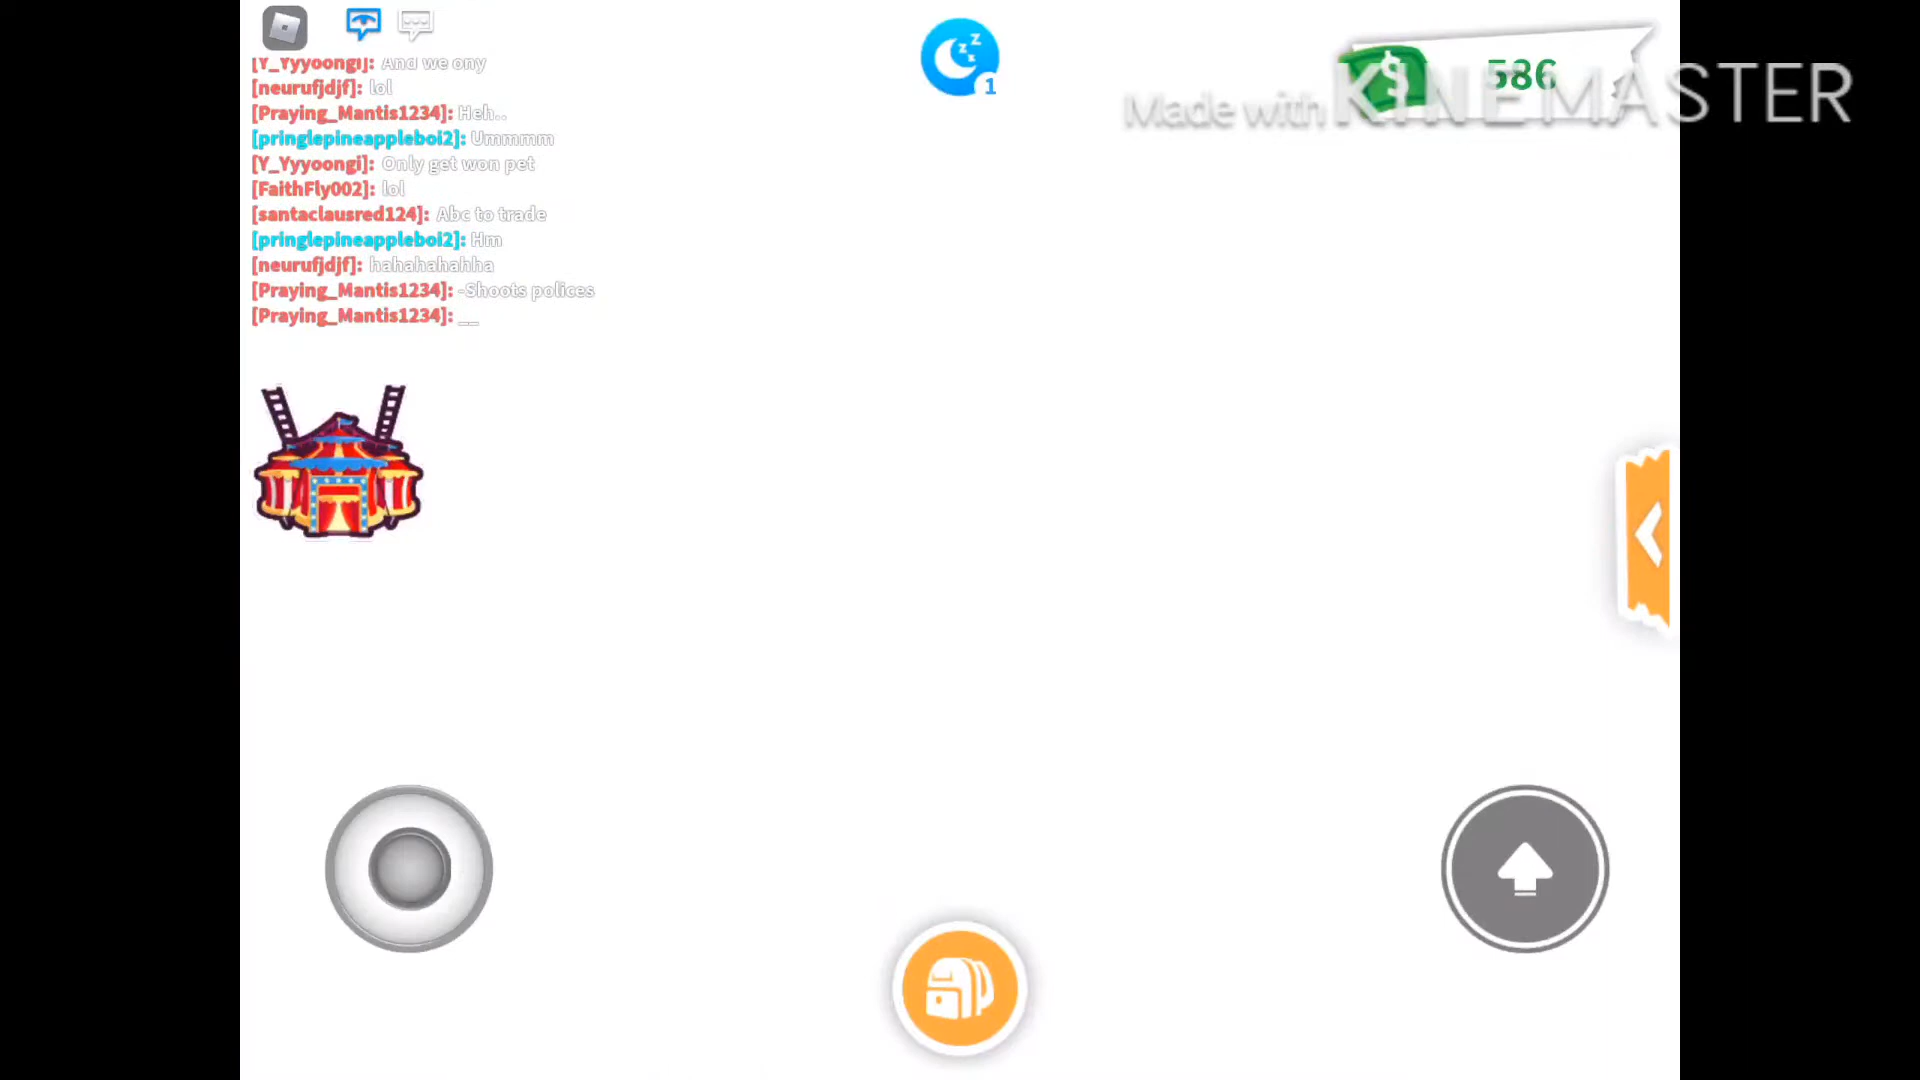 [Y_Yyyoongi]: And we ony
[neurufjdjf]: lol
[Praying_Mantis1234]: Heh..
[pringlepineappleboi2]: Ummmm
[Y_Yyyoongi]: Only get won pet
[FaithFly002]: lol
[santaclausred124]: Abc to trade
[pringlepineappleboi2]: Hm
[neurufjdjf]: hahahahahha
[Praying_Mantis1234]: -Shoots polices
[Praying_Mantis1234]: __
z z z
1
$ 586
Made with KINEMASTER